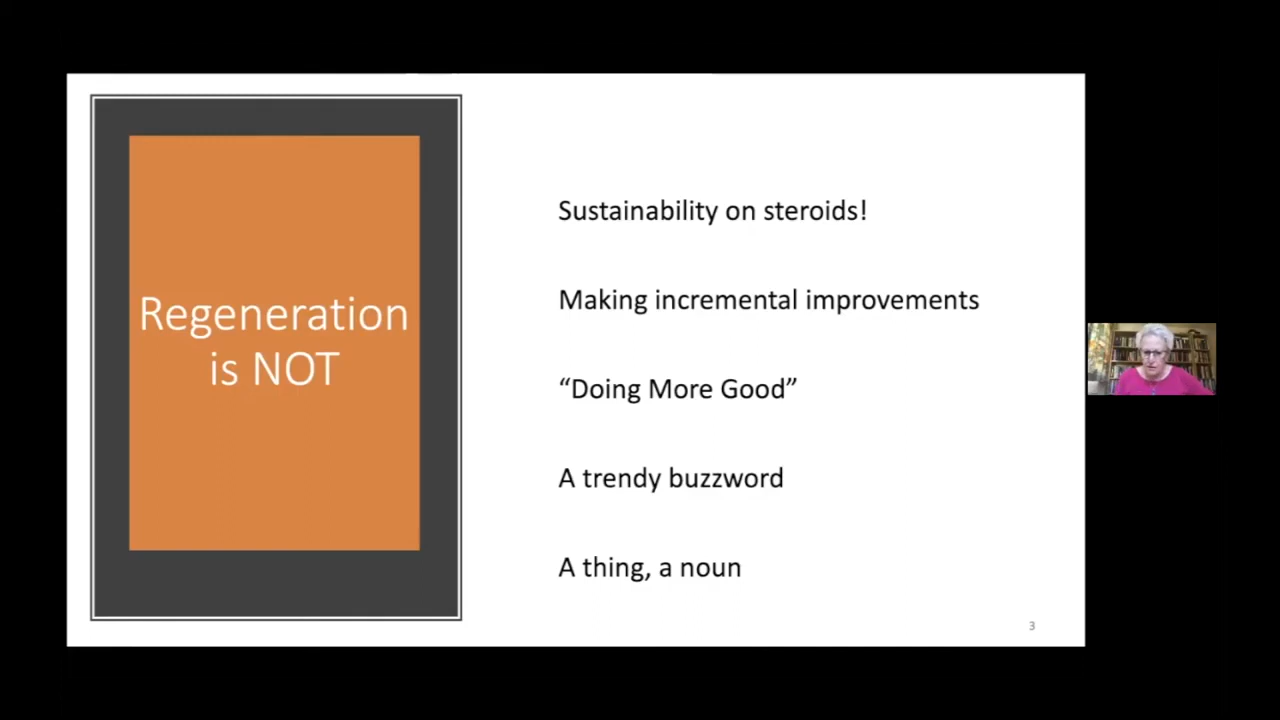 Regeneration
is NOT
Sustainability on steroids!
Making incremental improvements
“Doing More Good”
A trendy buzzword
A thing, a noun
3